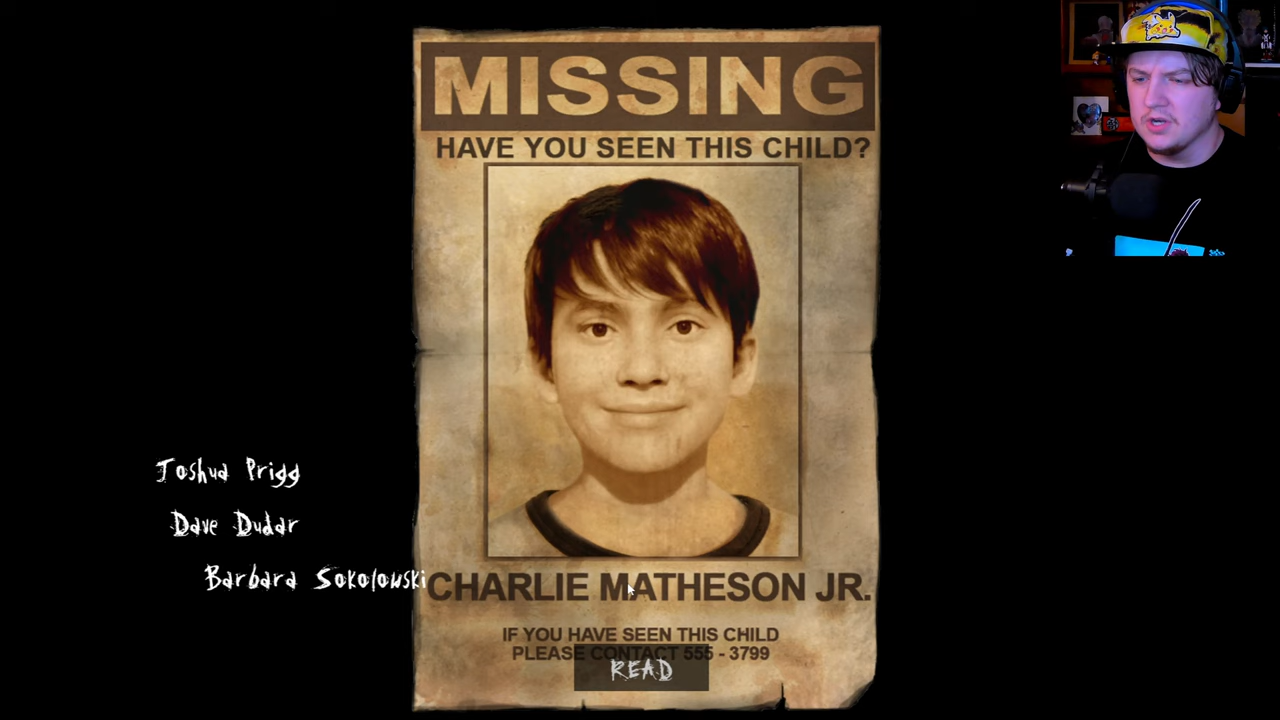 MISSING
HAVE YOU SEEN THIS CHILD?
Joshua Prigg
Dave Dudar
Barbara Sokolowski
CHARLIE MATHESON JR.
IF YOU HAVE SEEN THIS CHILD
PLEASE CONTACT 555 - 3799
READ